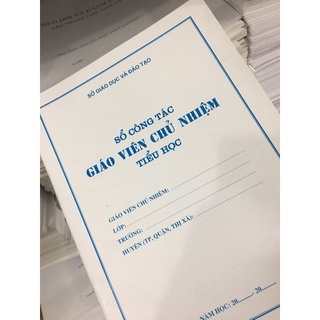 SỞ GIÁO DỤC VÀ ĐÀO TẠO
SỔ CÔNG TÁC
GIÁO VIÊN CHỦ NHIỆM
TIỂU HỌC
GIÁO VIÊN CHỦ NHIỆM:
LỚP:
TRƯỜNG:
HUYỆN (TP, QUẬN, THỊ XÃ):
NĂM HỌC: 20 20